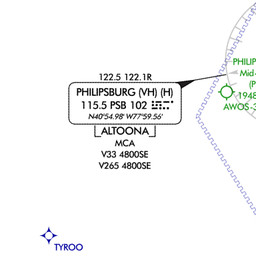 122.5 122.1R
PHILIPSBURG (VH) (H)
115.5 PSB 102
N40°54.98' W77°59.56'
ALTOONA
MCA
V33 4800SE
V265 4800SE
PHILIP
Mid-
(P
1948
AWOS-3
TYROO